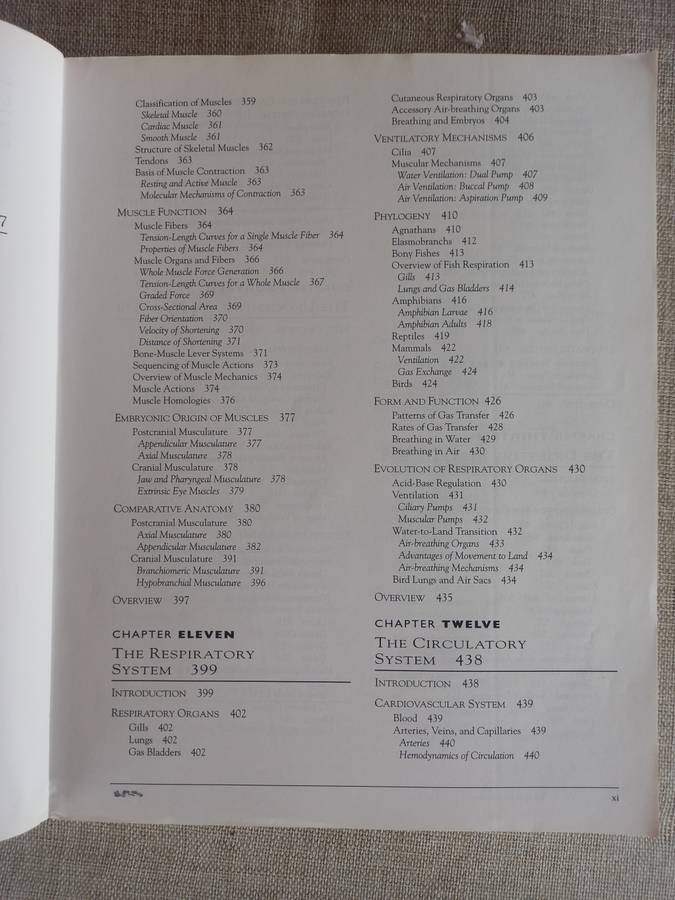 7
Classification of Muscles 359
Skeletal Muscle 360
Cardiac Muscle 361
Smooth Muscle 361
Structure of Skeletal Muscles 362
Tendons 363
Basis of Muscle Contraction 363
Resting and Active Muscle 363
Molecular Mechanisms of Contraction 363
MUSCLE FUNCTION 364
Muscle Fibers 364
Tension-Length Curves for a Single Muscle Fiber 364
Properties of Muscle Fibers 364
Muscle Organs and Fibers 366
Whole Muscle Force Generation 366
Tension-Length Curves for a Whole Muscle 367
Graded Force 369
Cross-Sectional Area 369
Fiber Orientation 370
Velocity of Shortening 370
Distance of Shortening 371
Bone-Muscle Lever Systems 371
Sequencing of Muscle Actions 373
Overview of Muscle Mechanics 374
Muscle Actions 374
Muscle Homologies 376
EMBRYONIC ORIGIN OF MUSCLES 377
Postcranial Musculature 377
Appendicular Musculature 377
Axial Musculature 378
Cranial Musculature 378
Jaw and Pharyngeal Musculature 378
Extrinsic Eye Muscles 379
COMPARATIVE ANATOMY 380
Postcranial Musculature 380
Axial Musculature 380
Appendicular Musculature 382
Cranial Musculature 391
Branchiomeric Musculature 391
Hypobranchial Musculature 396
OVERVIEW 397
CHAPTER ELEVEN
THE RESPIRATORY
SYSTEM 399
INTRODUCTION 399
RESPIRATORY ORGANS 402
Gills 402
Lungs 402
Gas Bladders 402
Cutaneous Respiratory Organs 403
Accessory Air-breathing Organs 403
Breathing and Embryos 404
VENTILATORY MECHANISMS 406
Cilia 407
Muscular Mechanisms 407
Water Ventilation: Dual Pump 407
Air Ventilation: Buccal Pump 408
Air Ventilation: Aspiration Pump 409
PHYLOGENY 410
Agnathans 410
Elasmobranchs 412
Bony Fishes 413
Overview of Fish Respiration 413
Gills 413
Lungs and Gas Bladders 414
Amphibians 416
Amphibian Larvae 416
Amphibian Adults 418
Reptiles 419
Mammals 422
Ventilation 422
Gas Exchange 424
Birds 424
FORM AND FUNCTION 426
Patterns of Gas Transfer 426
Rates of Gas Transfer 428
Breathing in Water 429
Breathing in Air 430
EVOLUTION OF RESPIRATORY ORGANS 430
Acid-Base Regulation 430
Ventilation 431
Ciliary Pumps 431
Muscular Pumps 432
Water-to-Land Transition 432
Air-breathing Organs 433
Advantages of Movement to Land 434
Air-breathing Mechanisms 434
Bird Lungs and Air Sacs 434
OVERVIEW 435
CHAPTER TWELVE
THE CIRCULATORY
SYSTEM 438
INTRODUCTION 438
CARDIOVASCULAR SYSTEM 439
Blood 439
Arteries, Veins, and Capillaries 439
Arteries 440
Hemodynamics of Circulation 440
xi